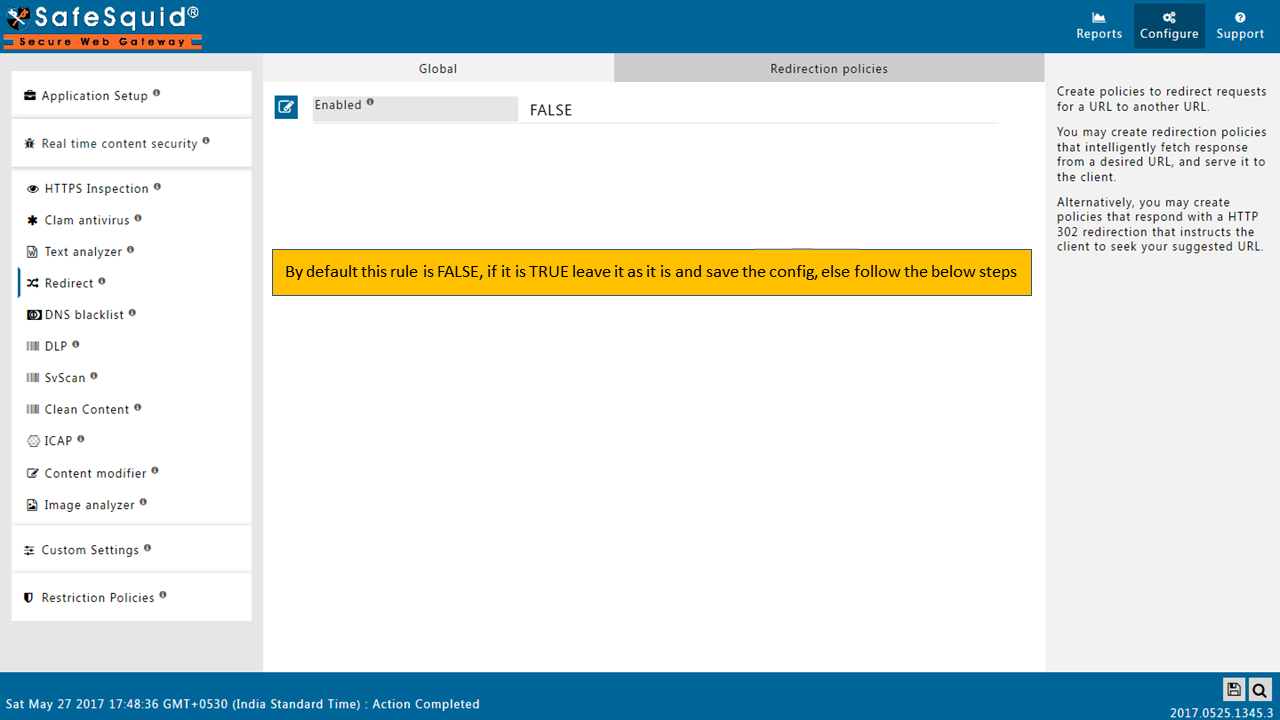 SafeSquid®
Secure Web Gateway
Reports
Configure
Support
Application Setup
Real time content security
HTTPS Inspection
Clam antivirus
Text analyzer
Redirect
DNS blacklist
DLP
SvScan
Clean Content
ICAP
Content modifier
Image analyzer
Custom Settings
Restriction Policies
Global
Redirection policies
Enabled
FALSE
By default this rule is FALSE, if it is TRUE leave it as it is and save the config, else follow the below steps
Create policies to redirect requests
for a URL to another URL.
You may create redirection policies
that intelligently fetch response
from a desired URL, and serve it to
the client.
Alternatively, you may create
policies that respond with a HTTP
302 redirection that instructs the
client to seek your suggested URL.
Sat May 27 2017 17:48:36 GMT+0530 (India Standard Time) : Action Completed
2017.0525.1345.3